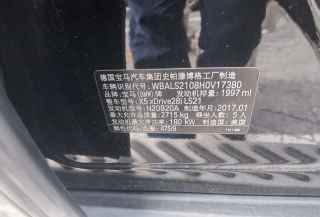 德国宝马汽车集团史帕滕博格工厂制造
车辆识别代号: WBALS2108H0V17380
品牌: 宝马(BMW)牌 发动机排量: 1997 ml
整车型号: X5 xDrive28i LS21
发动机型号: N20B20A 制造年月: 2017.01
最大允许总质量: 2715 kg 乘坐人数: 5 人
发动机最大净功率: 180 kW 制造国: 美国
颜色代码/色号: 475/9